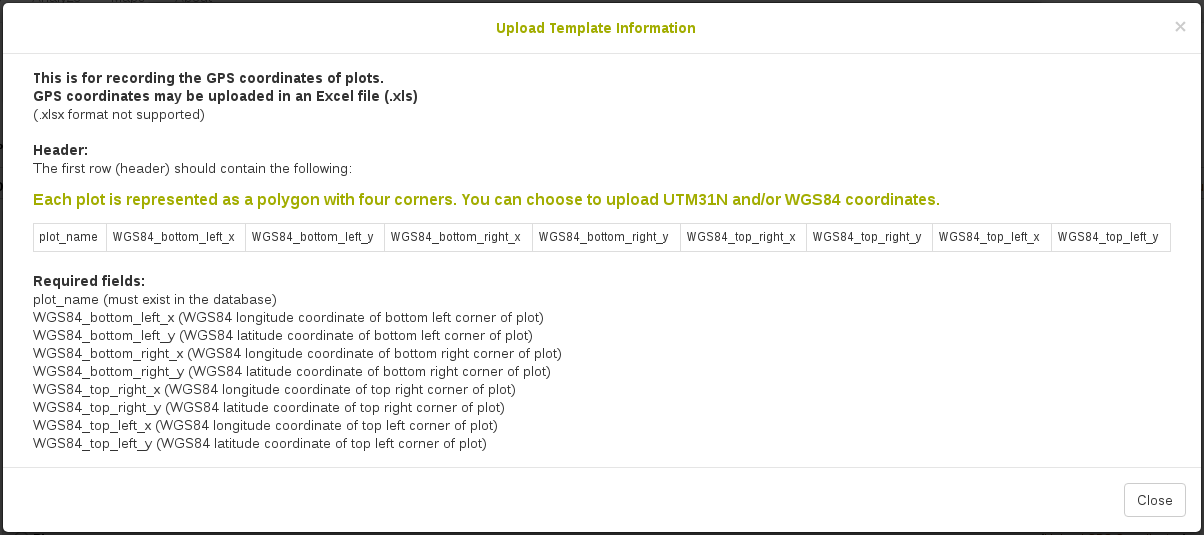 Upload Template Information
×
This is for recording the GPS coordinates of plots.
GPS coordinates may be uploaded in an Excel file (.xls)
(.xlsx format not supported)
Header:
The first row (header) should contain the following:
Each plot is represented as a polygon with four corners. You can choose to upload UTM31N and/or WGS84 coordinates.
plot_name WGS84_bottom_left_x WGS84_bottom_left_y WGS84_bottom_right_x WGS84_bottom_right_y WGS84_top_right_x WGS84_top_right_y WGS84_top_left_x WGS84_top_left_y
Required fields:
plot_name (must exist in the database)
WGS84_bottom_left_x (WGS84 longitude coordinate of bottom left corner of plot)
WGS84_bottom_left_y (WGS84 latitude coordinate of bottom left corner of plot)
WGS84_bottom_right_x (WGS84 longitude coordinate of bottom right corner of plot)
WGS84_bottom_right_y (WGS84 latitude coordinate of bottom right corner of plot)
WGS84_top_right_x (WGS84 longitude coordinate of top right corner of plot)
WGS84_top_right_y (WGS84 latitude coordinate of top right corner of plot)
WGS84_top_left_x (WGS84 longitude coordinate of top left corner of plot)
WGS84_top_left_y (WGS84 latitude coordinate of top left corner of plot)
Close